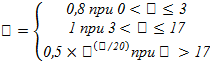 0,8 при 0 < □ ≤ 3
□ = { 1 при 3 < □ ≤ 17
0,5 × □^(□/20) при □ > 17